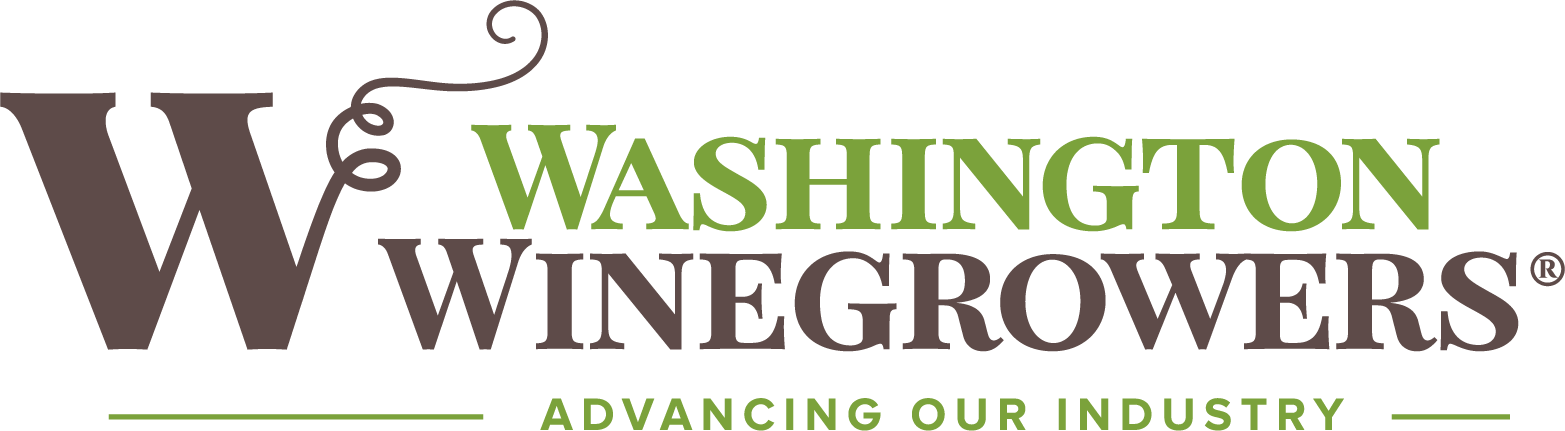 W WASHINGTON
WINEGROWERS®
ADVANCING OUR INDUSTRY